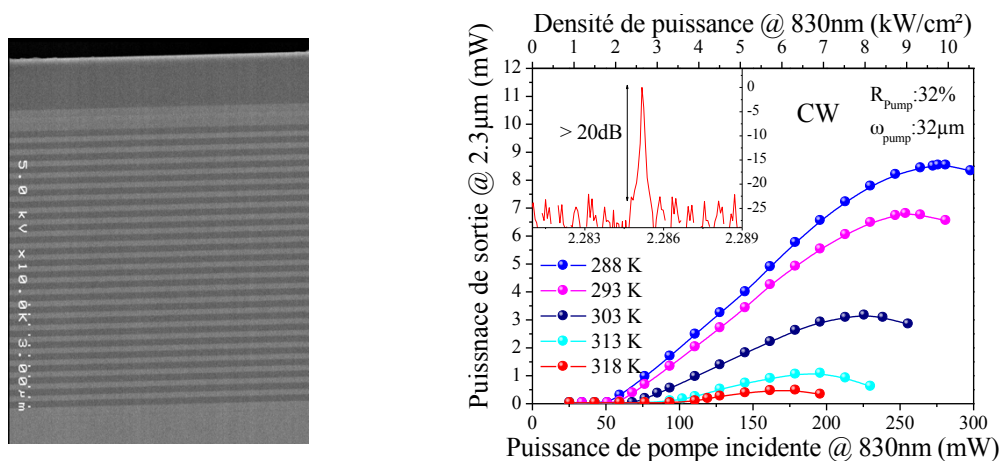 5.0 kV x10.0K 3.00µm
Densité de puissance @ 830nm (kW/cm²)
0 1 2 3 4 5 6 7 8 9 10
Puissnace de sortie @ 2.3µm (mW)
12
11
10
9
8
7
6
5
4
3
2
1
0
> 20dB
0
-5
-10
-15
-20
-25
2.283 2.286 2.289
CW
R_Pump:32%
ω_pump:32µm
288 K
293 K
303 K
313 K
318 K
0 50 100 150 200 250 300
Puissance de pompe incidente @ 830nm (mW)